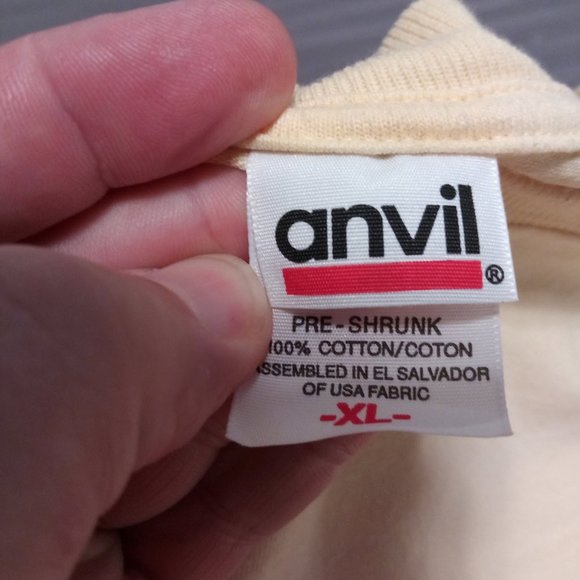 anvil®
PRE-SHRUNK
100% COTTON/COTON
ASSEMBLED IN EL SALVADOR
OF USA FABRIC
-XL-